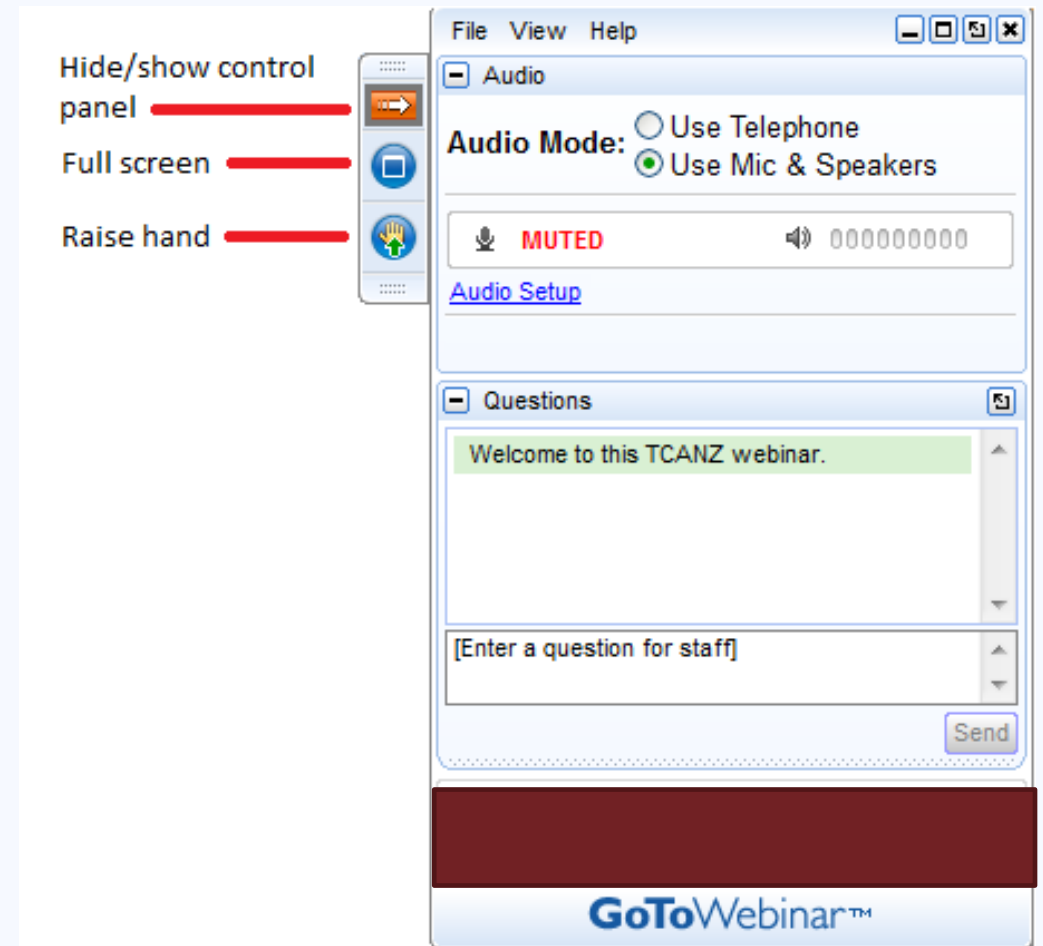 Hide/show control
panel
Full screen
Raise hand
File View Help
Audio
Audio Mode:
Use Telephone
Use Mic & Speakers
MUTED
000000000
Audio Setup
Questions
Welcome to this TCANZ webinar.
[Enter a question for staff]
Send
GoToWebinar™